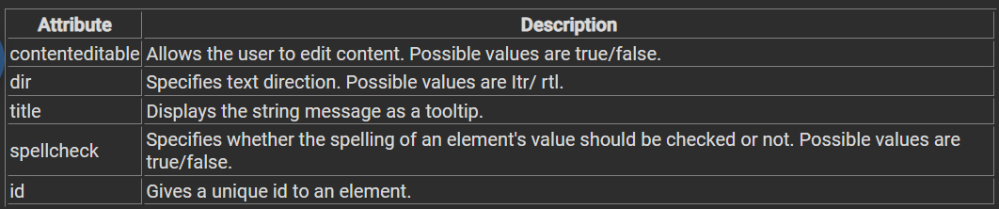 Attribute Description
contenteditable Allows the user to edit content. Possible values are true/false.
dir Specifies text direction. Possible values are Itr/ rtl.
title Displays the string message as a tooltip.
spellcheck Specifies whether the spelling of an element's value should be checked or not. Possible values are
true/false.
id Gives a unique id to an element.